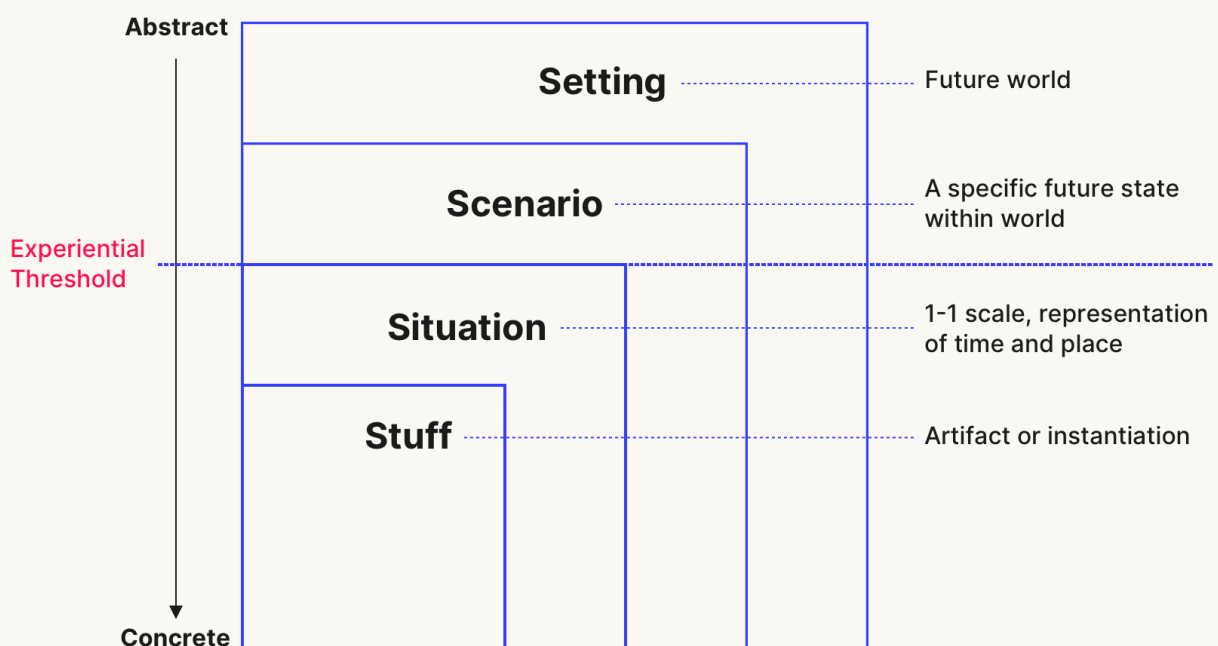 Abstract
Setting
Future world
Scenario
A specific future state
within world
Experiential
Threshold
Situation
1-1 scale, representation
of time and place
Stuff
Artifact or instantiation
Concrete